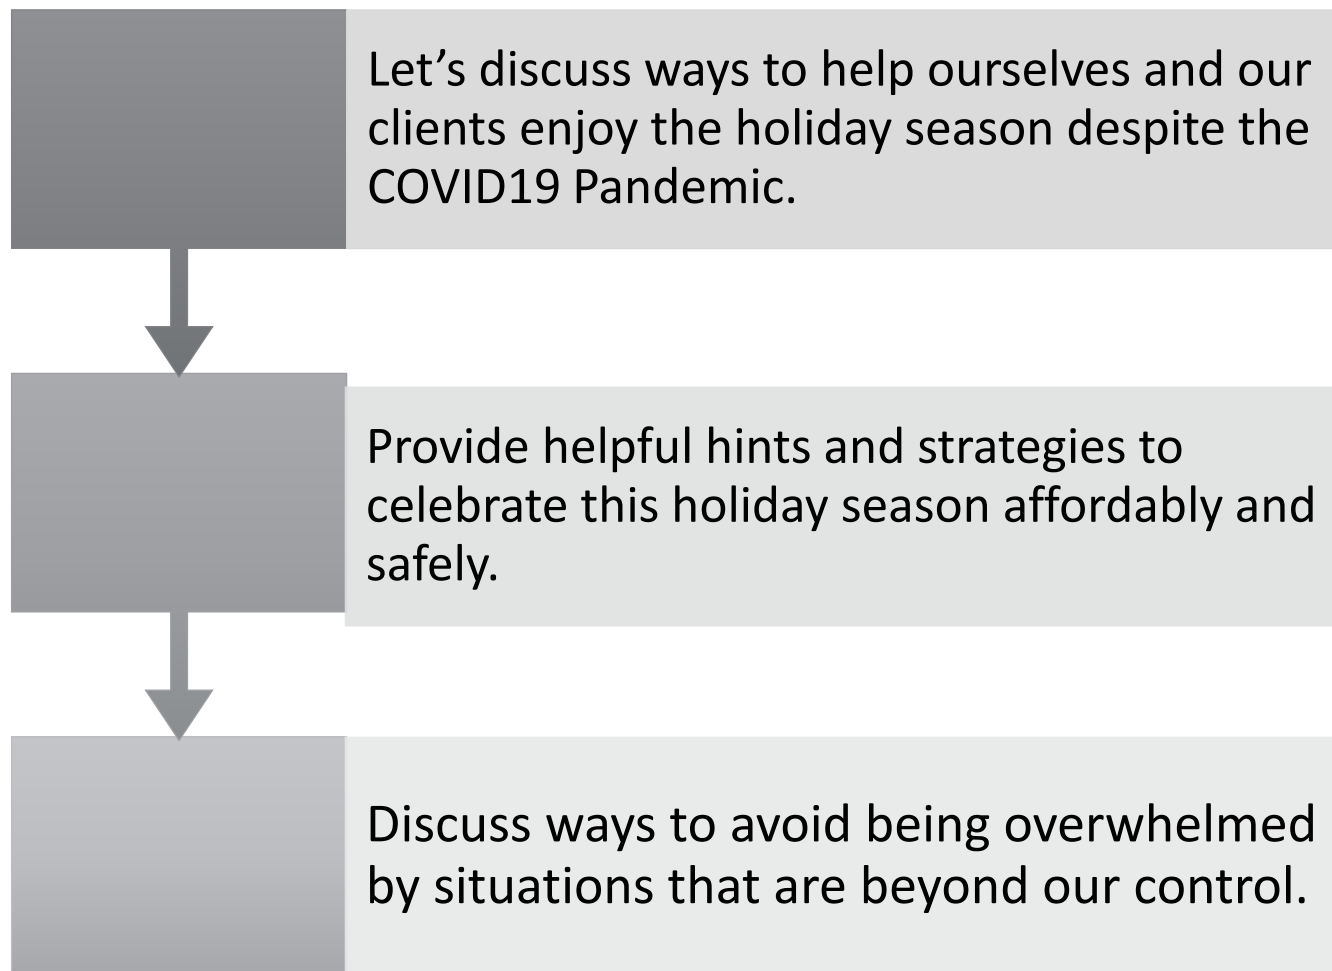 Let’s discuss ways to help ourselves and our
clients enjoy the holiday season despite the
COVID19 Pandemic.
Provide helpful hints and strategies to
celebrate this holiday season affordably and
safely.
Discuss ways to avoid being overwhelmed
by situations that are beyond our control.